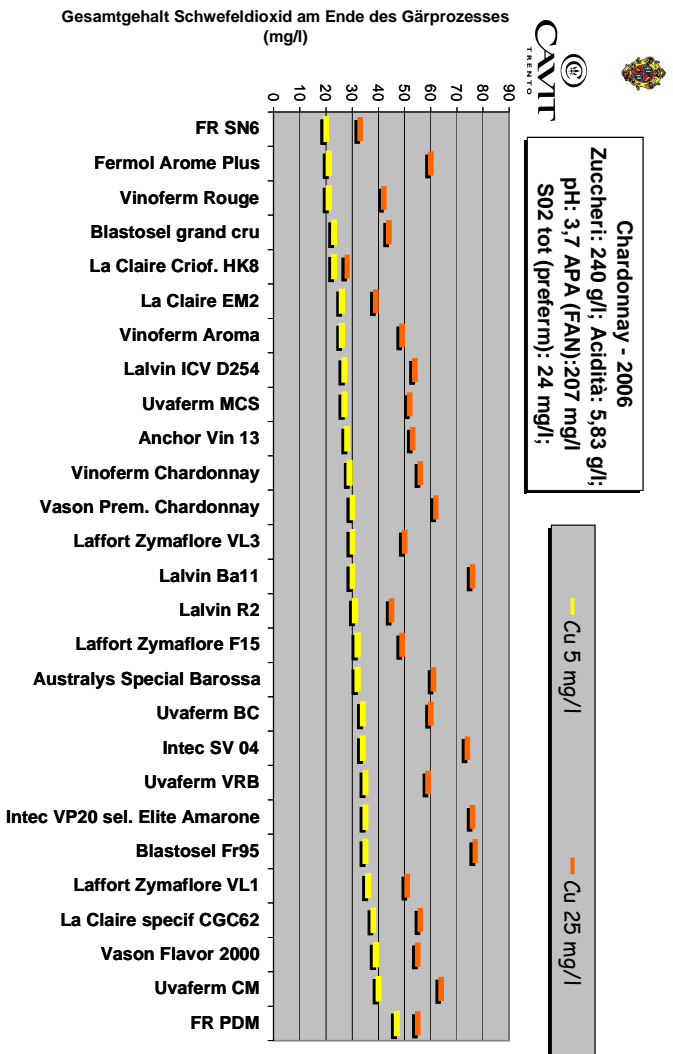 CAVIT
TRENTO
Chardonnay - 2006
Zuccheri: 240 g/l; Acidità: 5,83 g/l;
pH: 3,7 APA (FAN):207 mg/l
S02 tot (preferm): 24 mg/l;
Cu 5 mg/l
Cu 25 mg/l
Gesamtgehalt Schwefeldioxid am Ende des Gärprozesses
(mg/l)
0
10
20
30
40
50
60
70
80
90
FR SN6
Fermol Arome Plus
Vinoferm Rouge
Blastosel grand cru
La Claire Criof. HK8
La Claire EM2
Vinoferm Aroma
Lalvin ICV D254
Uvaferm MCS
Anchor Vin 13
Vinoferm Chardonnay
Vason Prem. Chardonnay
Laffort Zymaflore VL3
Lalvin Ba11
Lalvin R2
Laffort Zymaflore F15
Australys Special Barossa
Uvaferm BC
Intec SV 04
Uvaferm VRB
Intec VP20 sel. Elite Amarone
Blastosel Fr95
Laffort Zymaflore VL1
La Claire specif CGC62
Vason Flavor 2000
Uvaferm CM
FR PDM